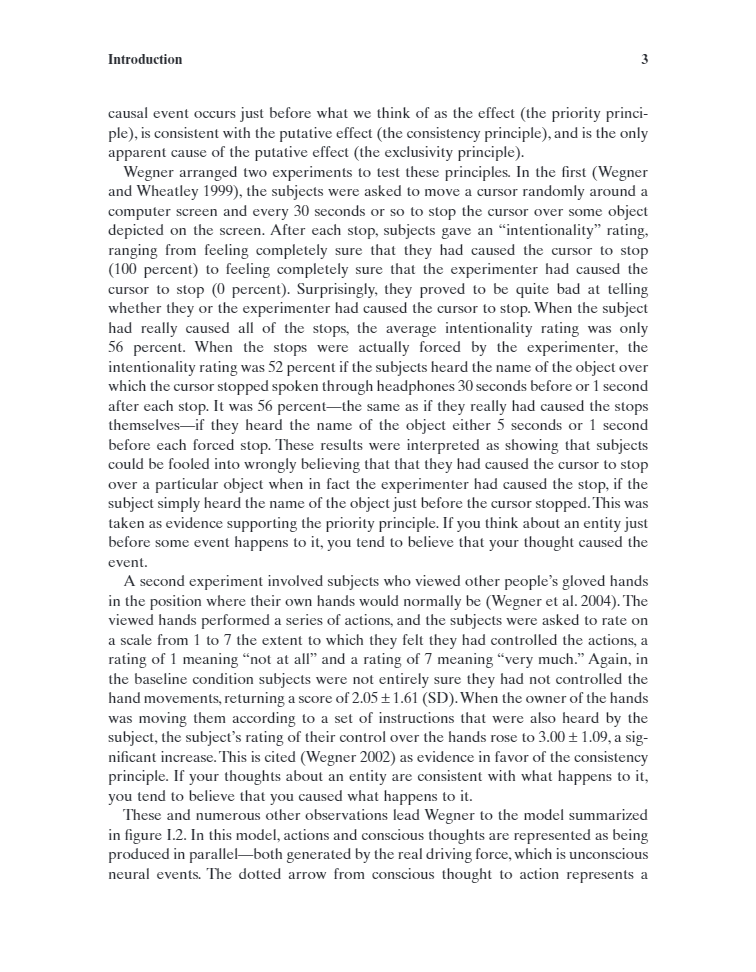 Introduction 3
causal event occurs just before what we think of as the effect (the priority princi-
ple), is consistent with the putative effect (the consistency principle), and is the only
apparent cause of the putative effect (the exclusivity principle).
Wegner arranged two experiments to test these principles. In the first (Wegner
and Wheatley 1999), the subjects were asked to move a cursor randomly around a
computer screen and every 30 seconds or so to stop the cursor over some object
depicted on the screen. After each stop, subjects gave an “intentionality” rating,
ranging from feeling completely sure that they had caused the cursor to stop
(100 percent) to feeling completely sure that the experimenter had caused the
cursor to stop (0 percent). Surprisingly, they proved to be quite bad at telling
whether they or the experimenter had caused the cursor to stop. When the subject
had really caused all of the stops, the average intentionality rating was only
56 percent. When the stops were actually forced by the experimenter, the
intentionality rating was 52 percent if the subjects heard the name of the object over
which the cursor stopped spoken through headphones 30 seconds before or 1 second
after each stop. It was 56 percent—the same as if they really had caused the stops
themselves—if they heard the name of the object either 5 seconds or 1 second
before each forced stop. These results were interpreted as showing that subjects
could be fooled into wrongly believing that that they had caused the cursor to stop
over a particular object when in fact the experimenter had caused the stop, if the
subject simply heard the name of the object just before the cursor stopped. This was
taken as evidence supporting the priority principle. If you think about an entity just
before some event happens to it, you tend to believe that your thought caused the
event.
A second experiment involved subjects who viewed other people’s gloved hands
in the position where their own hands would normally be (Wegner et al. 2004). The
viewed hands performed a series of actions, and the subjects were asked to rate on
a scale from 1 to 7 the extent to which they felt they had controlled the actions, a
rating of 1 meaning “not at all” and a rating of 7 meaning “very much.” Again, in
the baseline condition subjects were not entirely sure they had not controlled the
hand movements, returning a score of 2.05 ± 1.61 (SD). When the owner of the hands
was moving them according to a set of instructions that were also heard by the
subject, the subject’s rating of their control over the hands rose to 3.00 ± 1.09, a sig-
nificant increase. This is cited (Wegner 2002) as evidence in favor of the consistency
principle. If your thoughts about an entity are consistent with what happens to it,
you tend to believe that you caused what happens to it.
These and numerous other observations lead Wegner to the model summarized
in figure I.2. In this model, actions and conscious thoughts are represented as being
produced in parallel—both generated by the real driving force, which is unconscious
neural events. The dotted arrow from conscious thought to action represents a